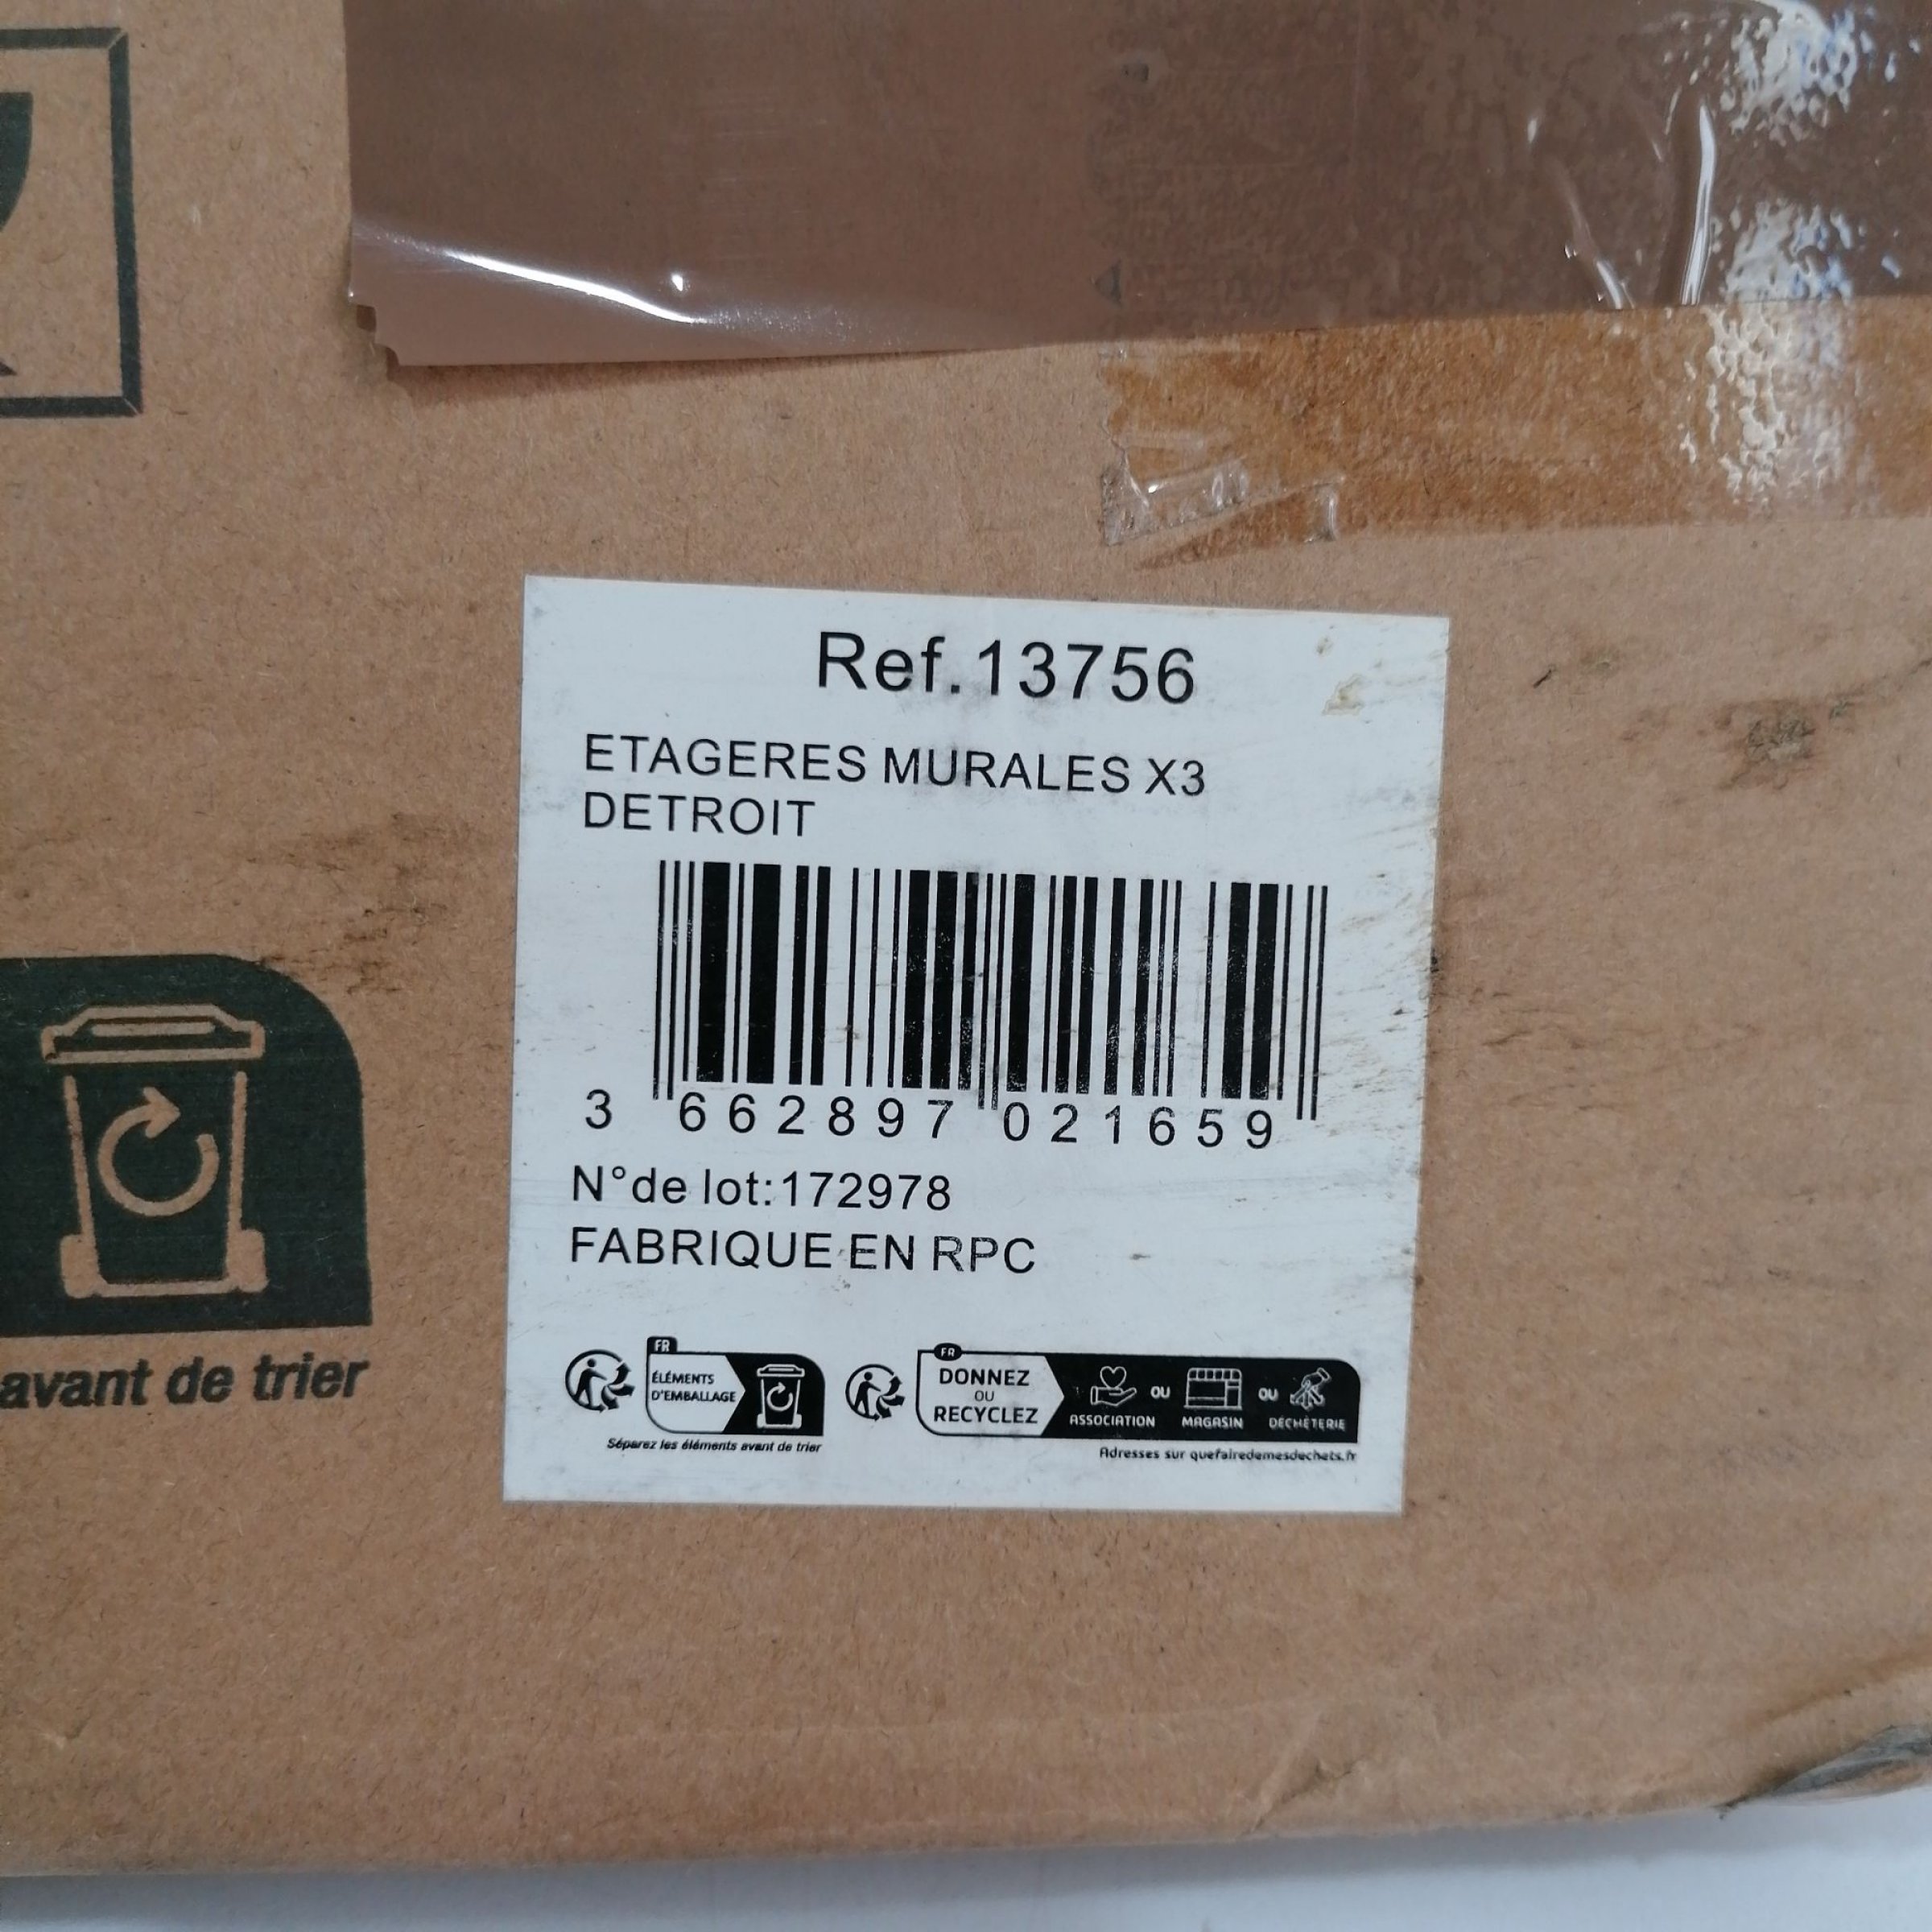 Ref.13756
ETAGERES MURALES X3
DETROIT
3 662897 021659
N°de lot:172978
FABRIQUE EN RPC
avant de trier
FR
ÉLÉMENTS
D'EMBALLAGE
Séparez les éléments avant de trier
FR
DONNEZ
OU
RECYCLEZ
ASSOCIATION OU MAGASIN OU DÉCHÈTERIE
Adresses sur quefairedemesdechets.fr